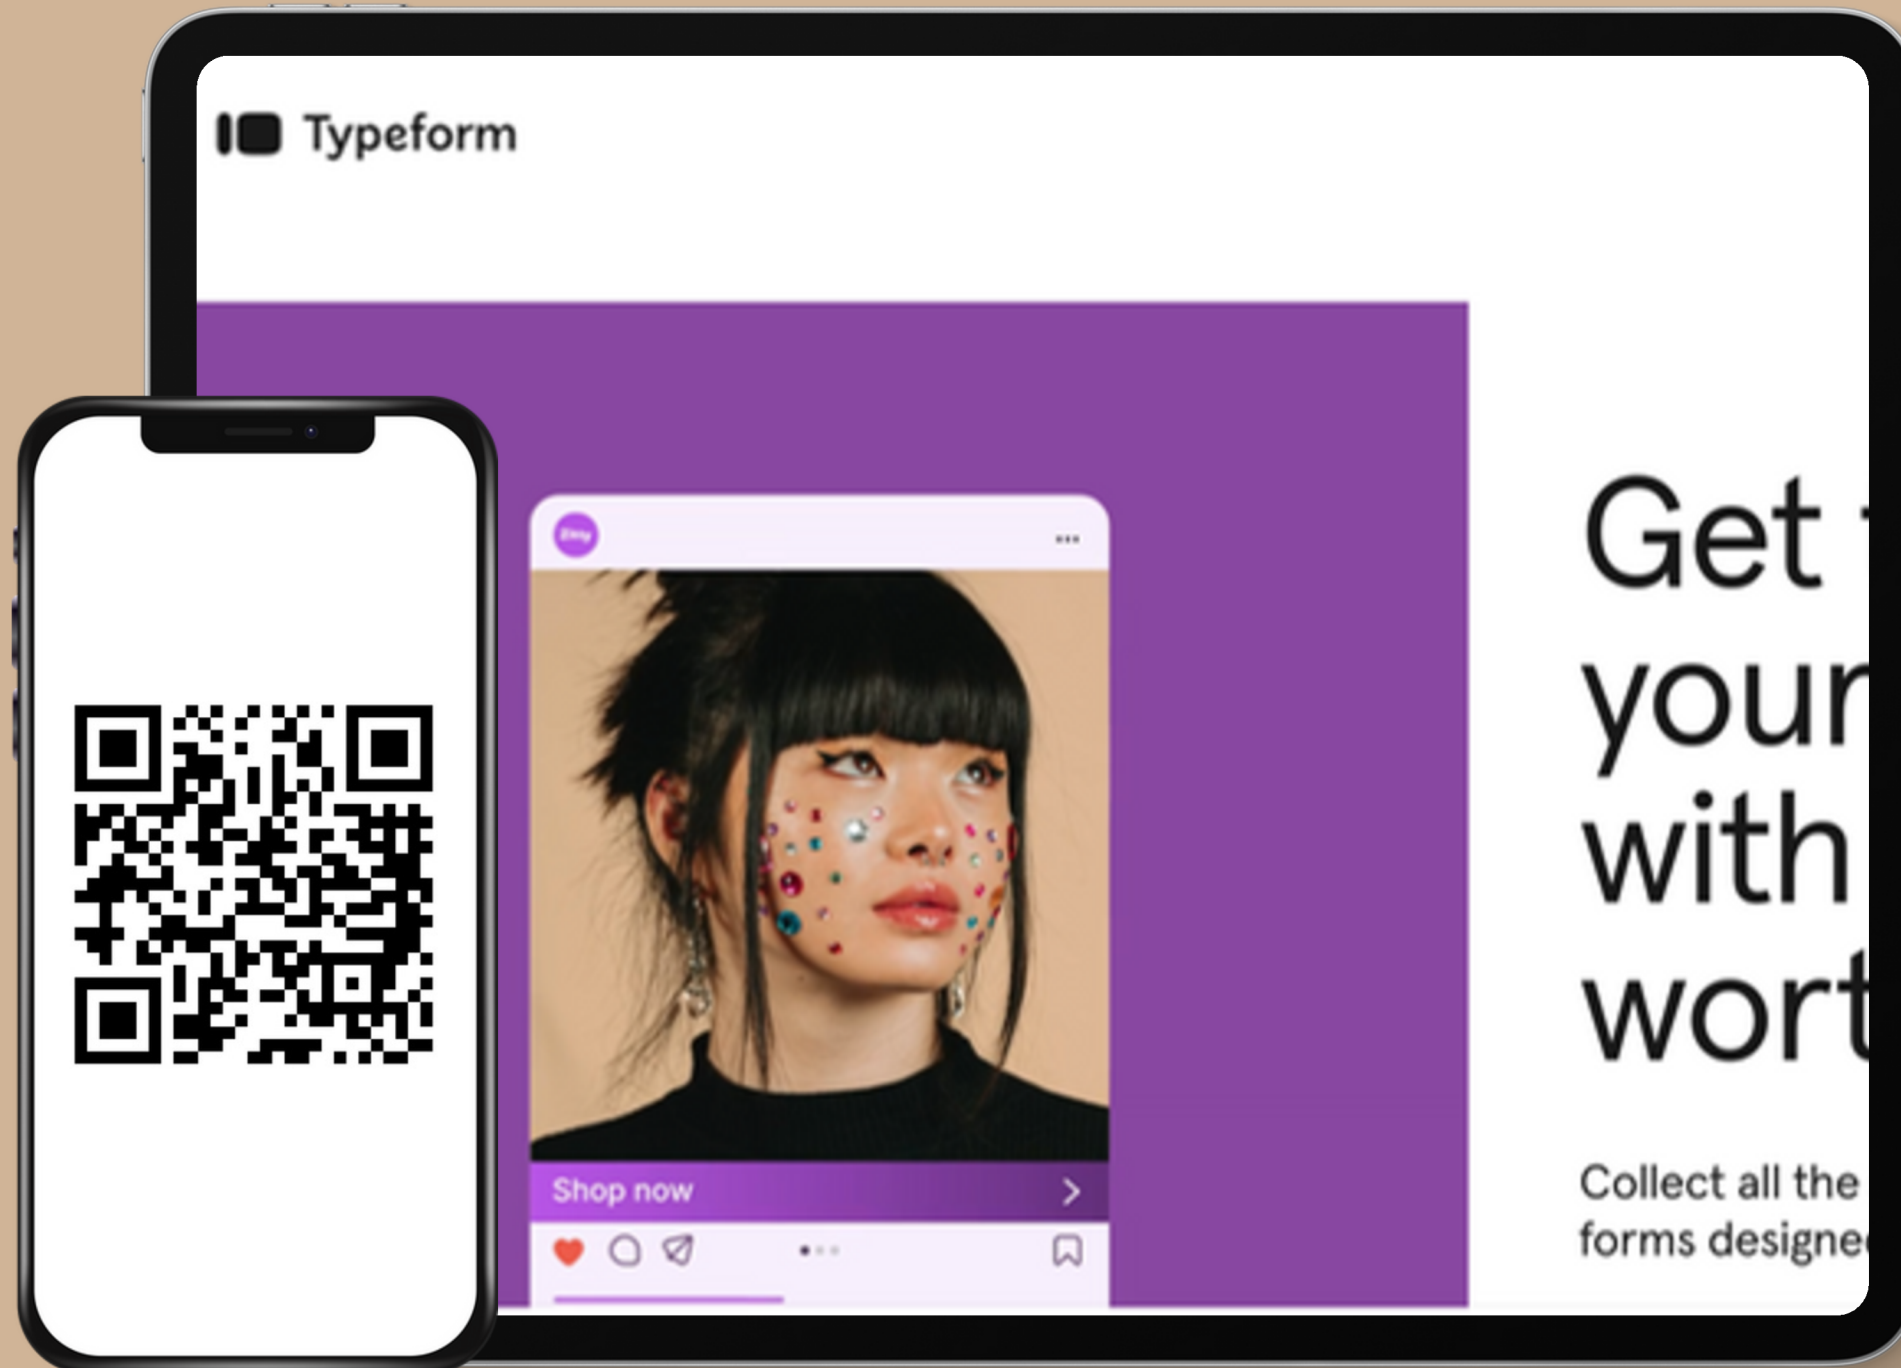 Typeform
Get
your
with
wort
Collect all the
forms designe
Shop now